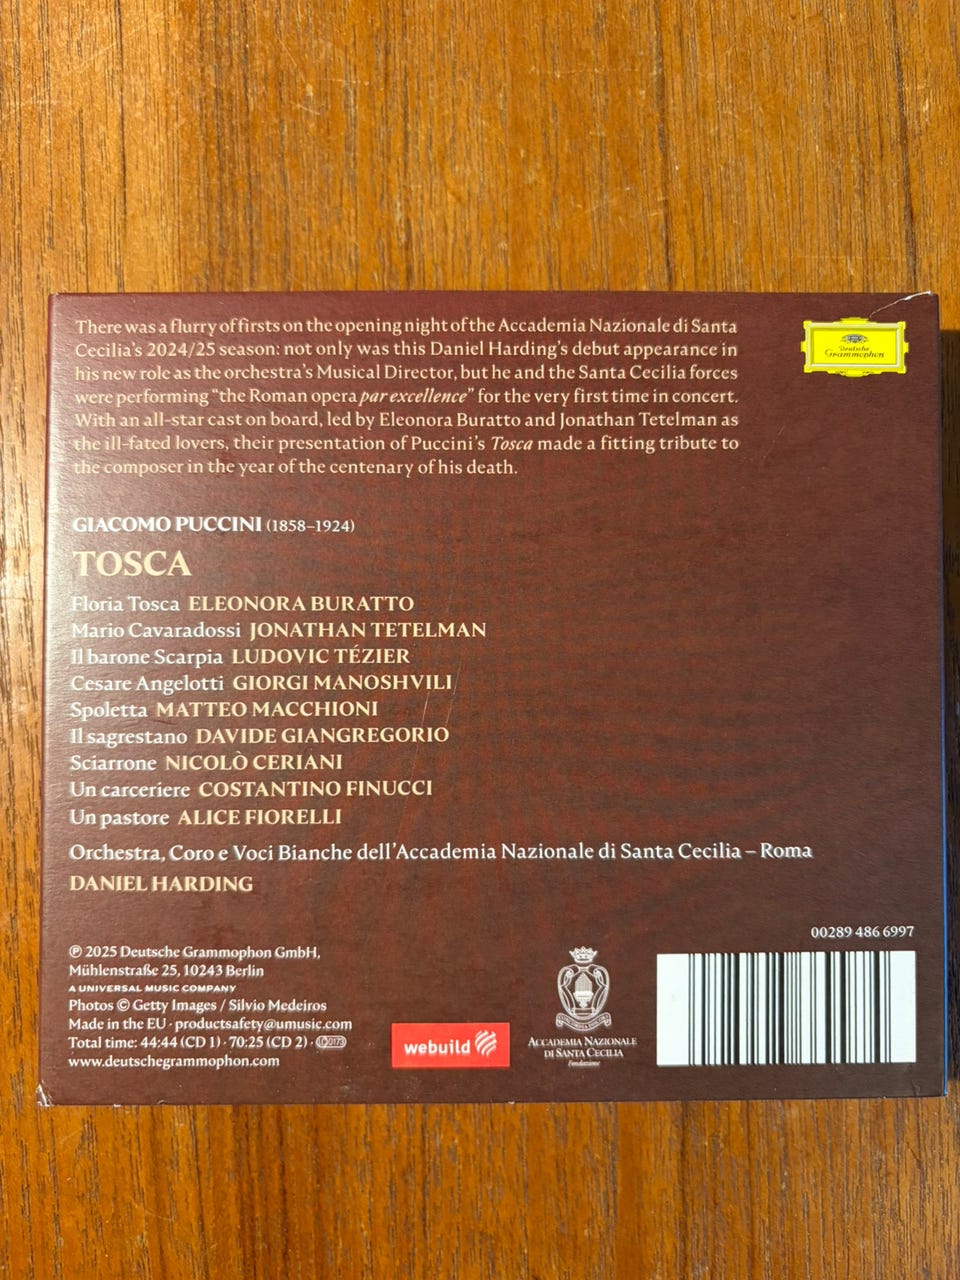 There was a flurry of firsts on the opening night of the Accademia Nazionale di Santa
Cecilia's 2024/25 season: not only was this Daniel Harding's debut appearance in
his new role as the orchestra's Musical Director, but he and the Santa Cecilia forces
were performing “the Roman opera par excellence” for the very first time in concert.
With an all-star cast on board, led by Eleonora Buratto and Jonathan Tetelman as
the ill-fated lovers, their presentation of Puccini's Tosca made a fitting tribute to
the composer in the year of the centenary of his death.
Deutsche
Grammophon
GIACOMO PUCCINI (1858–1924)
TOSCA
Floria Tosca ELEONORA BURATTO
Mario Cavaradossi JONATHAN TETELMAN
Il barone Scarpia LUDOVIC TÉZIER
Cesare Angelotti GIORGI MANOSHVILI
Spoletta MATTEO MACCHIONI
Il sagrestano DAVIDE GIANGREGORIO
Sciarrone NICOLÒ CERIANI
Un carceriere COSTANTINO FINUCCI
Un pastore ALICE FIORELLI
Orchestra, Coro e Voci Bianche dell'Accademia Nazionale di Santa Cecilia – Roma
DANIEL HARDING
℗ 2025 Deutsche Grammophon GmbH,
Mühlenstraße 25, 10243 Berlin
A UNIVERSAL MUSIC COMPANY
Photos © Getty Images / Silvio Medeiros
Made in the EU · productsafety@umusic.com
Total time: 44:44 (CD 1) · 70:25 (CD 2) · LC 0173
www.deutschegrammophon.com
webuild
ACCADEMIA NAZIONALE
DI SANTA CECILIA
Fondazione
00289 486 6997